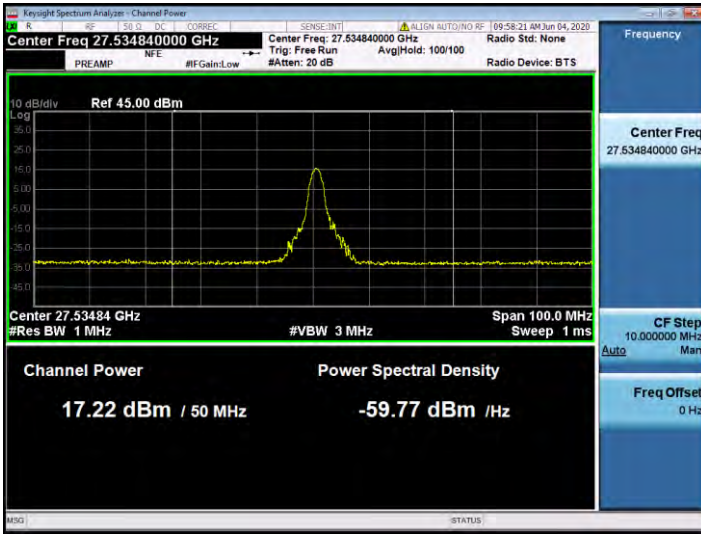 Keysight Spectrum Analyzer - Channel Power
R RF 50 Ω DC CORREC SENSE:INT ALIGN AUTO/NO RF 09:58:21 AM Jun 04, 2020
Center Freq 27.534840000 GHz
NFE
PREAMP #IFGain:Low
Center Freq: 27.534840000 GHz
Trig: Free Run Avg|Hold: 100/100
#Atten: 20 dB
Radio Std: None
Radio Device: BTS
10 dB/div Ref 45.00 dBm
Log
35.0
25.0
15.0
5.00
-5.00
-15.0
-25.0
-35.0
-45.0
Center 27.53484 GHz Span 100.0 MHz
#Res BW 1 MHz #VBW 3 MHz Sweep 1 ms
Channel Power Power Spectral Density
17.22 dBm / 50 MHz -59.77 dBm /Hz
Frequency
Center Freq
27.534840000 GHz
CF Step
10.000000 MHz
Auto Man
Freq Offset
0 Hz
MSG STATUS